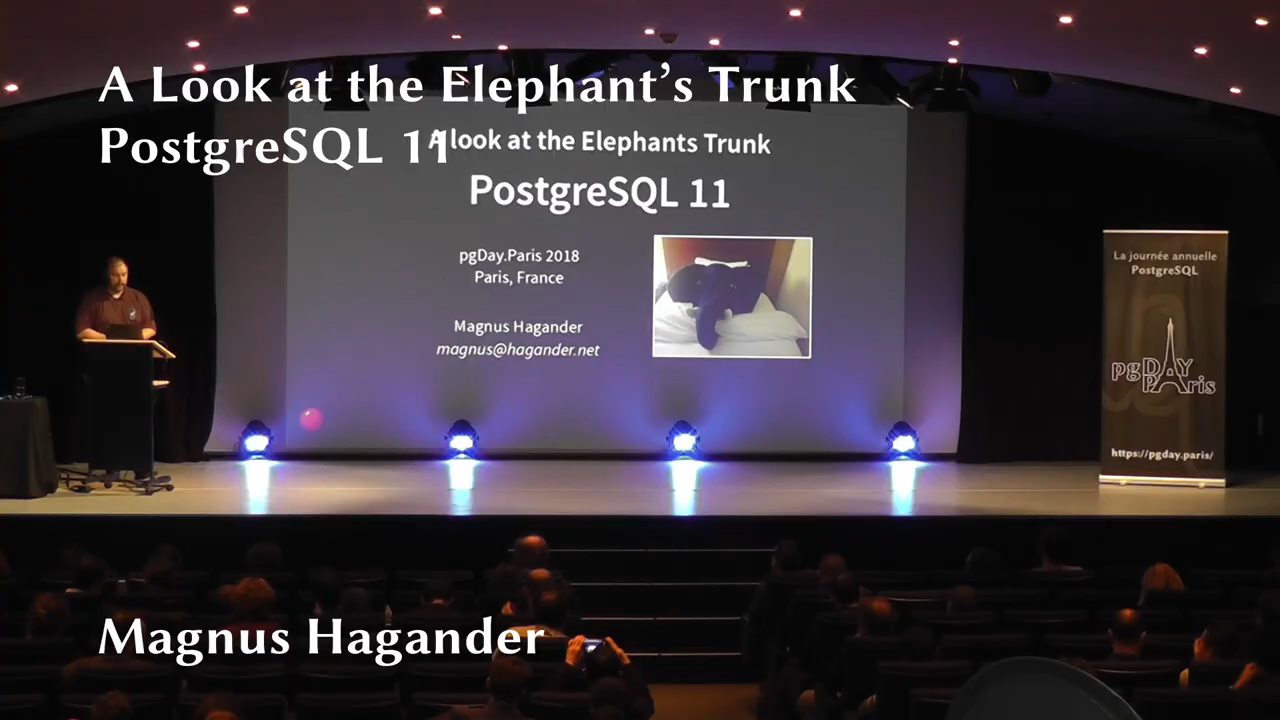 A Look at the Elephant’s Trunk
PostgreSQL 11
A look at the Elephants Trunk
PostgreSQL 11
pgDay.Paris 2018
Paris, France
Magnus Hagander
magnus@hagander.net
La journée annuelle
PostgreSQL
pgDAY
PAris
https://pgday.paris/
Magnus Hagander